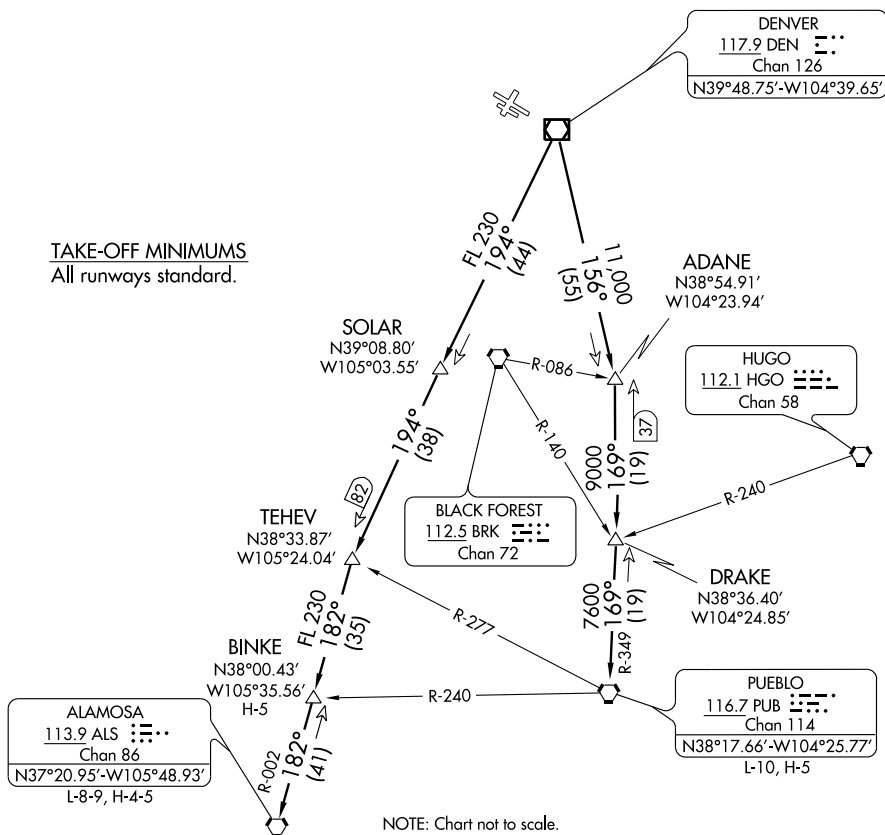 DENVER
117.9 DEN
Chan 126
N39°48.75'-W104°39.65'
TAKE-OFF MINIMUMS
All runways standard.
FL 230
194°
(44)
11,000
156°
(55)
ADANE
N38°54.91'
W104°23.94'
SOLAR
N39°08.80'
W105°03.55'
R-086
HUGO
112.1 HGO
Chan 58
37
194°
(38)
R-140
9000
169°
(19)
R-240
82
BLACK FOREST
112.5 BRK
Chan 72
TEHEV
N38°33.87'
W105°24.04'
DRAKE
N38°36.40'
W104°24.85'
FL 230
182°
(35)
R-277
7600
169°
(19)
R-349
BINKE
N38°00.43'
W105°35.56'
H-5
R-240
PUEBLO
116.7 PUB
Chan 114
N38°17.66'-W104°25.77'
L-10, H-5
ALAMOSA
113.9 ALS
Chan 86
N37°20.95'-W105°48.93'
L-8-9, H-4-5
R-002
182°
(41)
NOTE: Chart not to scale.